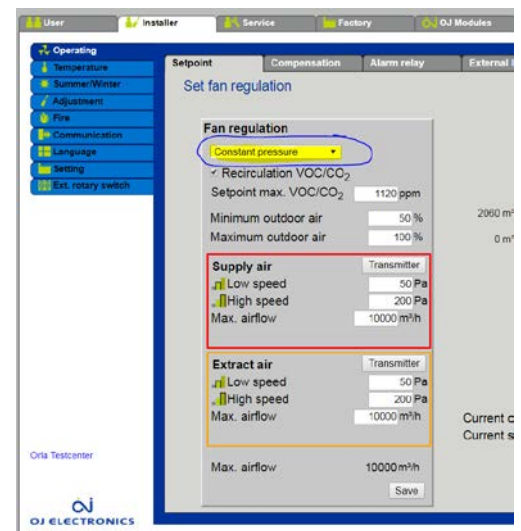 User Installer Service Factory OJ Modules
Operating
Temperature
Summer/Winter
Adjustment
Fire
Communication
Language
Setting
Ext. rotary switch
Setpoint Compensation Alarm relay External
Set fan regulation
Fan regulation
Constant pressure
Recirculation VOC/CO2
Setpoint max. VOC/CO2 1120 ppm
Minimum outdoor air 50 % 2060 m³
Maximum outdoor air 100 % 0 m³
Supply air Transmitter
Low speed 50 Pa
High speed 200 Pa
Max. airflow 10000 m³/h
Extract air Transmitter
Low speed 50 Pa
High speed 200 Pa
Max. airflow 10000 m³/h
Current c
Current s
Orla Testcenter
Max. airflow 10000 m³/h
Save
OJ ELECTRONICS